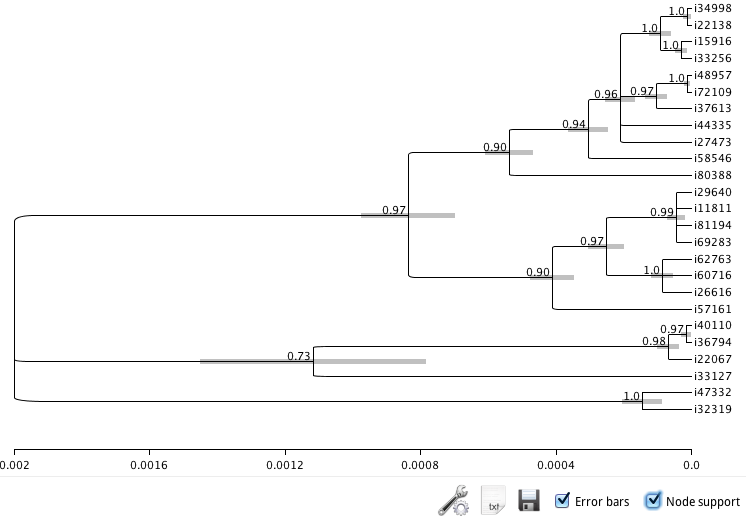 1.0 i34998
i22138
1.0 i15916
1.0 i33256
i48957
1.0 i72109
0.96 0.97 i37613
0.94 i44335
i27473
0.90 i58546
i80388
i29640
0.97 0.99 i11811
i81194
0.97 i69283
i62763
0.90 1.0 i60716
i26616
i57161
i40110
0.97 i36794
0.73 0.98 i22067
i33127
1.0 i47332
i32319
0.002 0.0016 0.0012 0.0008 0.0004 0.0
txt Error bars Node support